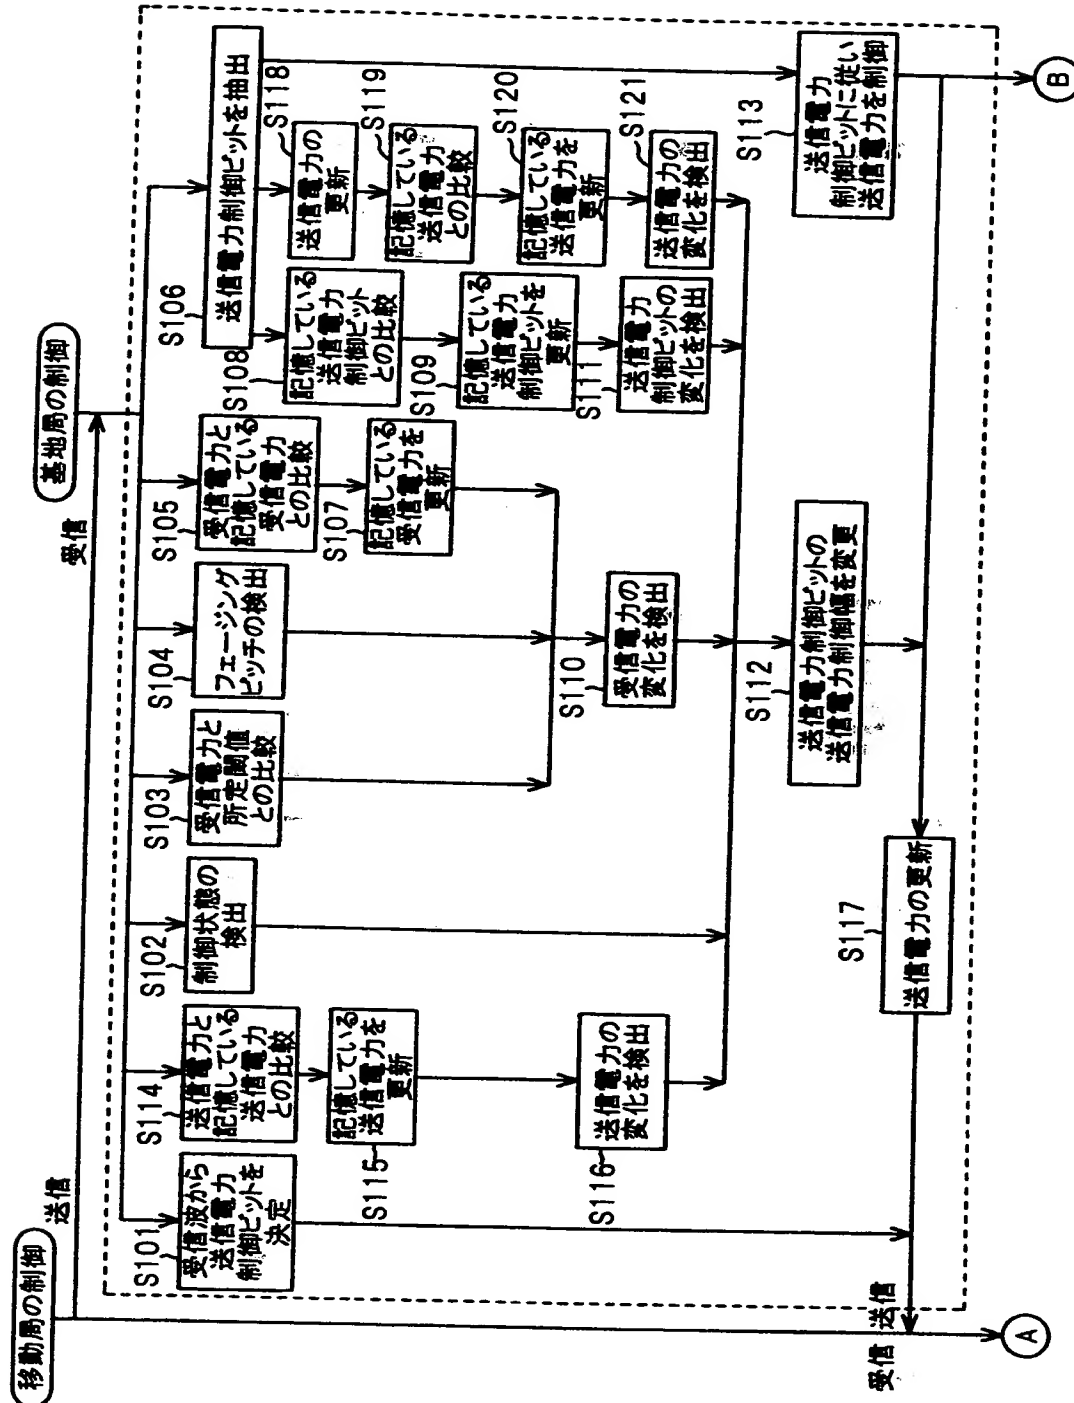 移動局の制御
送信
受信
基地局の制御
S101
受信波から
送信電力
制御ビットを
決定
S114
送信電力と
記憶している
送信電力
との比較
S115
記憶している
送信電力を
更新
S116
送信電力の
変化を検出
S102
制御状態の
検出
S103
受信電力と
所定閾値
との比較
S104
フェージング
ピッチの検出
S105
受信電力と
記憶している
受信電力
との比較
S107
記憶している
受信電力を
更新
S110
受信電力の
変化を検出
S106
送信電力制御ビットを抽出
S108
記憶している
送信電力
制御ビット
との比較
S109
記憶している
送信電力
制御ビットを
更新
S111
送信電力
制御ビットの
変化を検出
S118
送信電力の
更新
S119
記憶している
送信電力
との比較
S120
記憶している
送信電力を
更新
S121
送信電力の
変化を検出
S112
送信電力制御ビットの
送信電力制御幅を変更
S113
送信電力
制御ビットに従い
送信電力を制御
S117
送信電力の更新
受信
送信
A
B